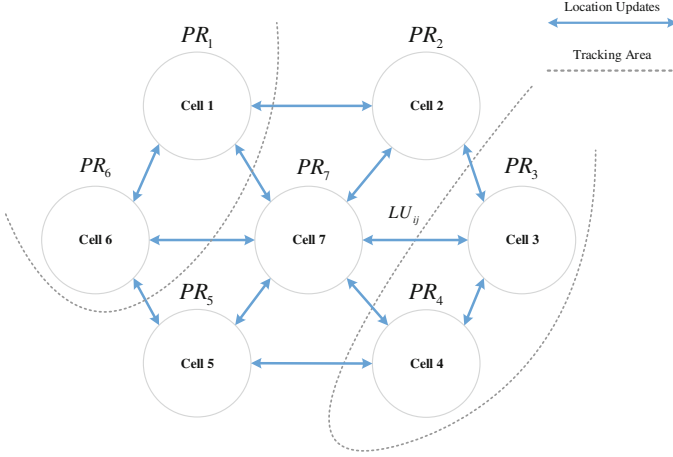 Location Updates
Tracking Area
PR₁
PR₂
Cell 1
Cell 2
PR₆
PR₇
PR₃
LUᵢⱼ
Cell 6
Cell 7
Cell 3
PR₅
PR₄
Cell 5
Cell 4